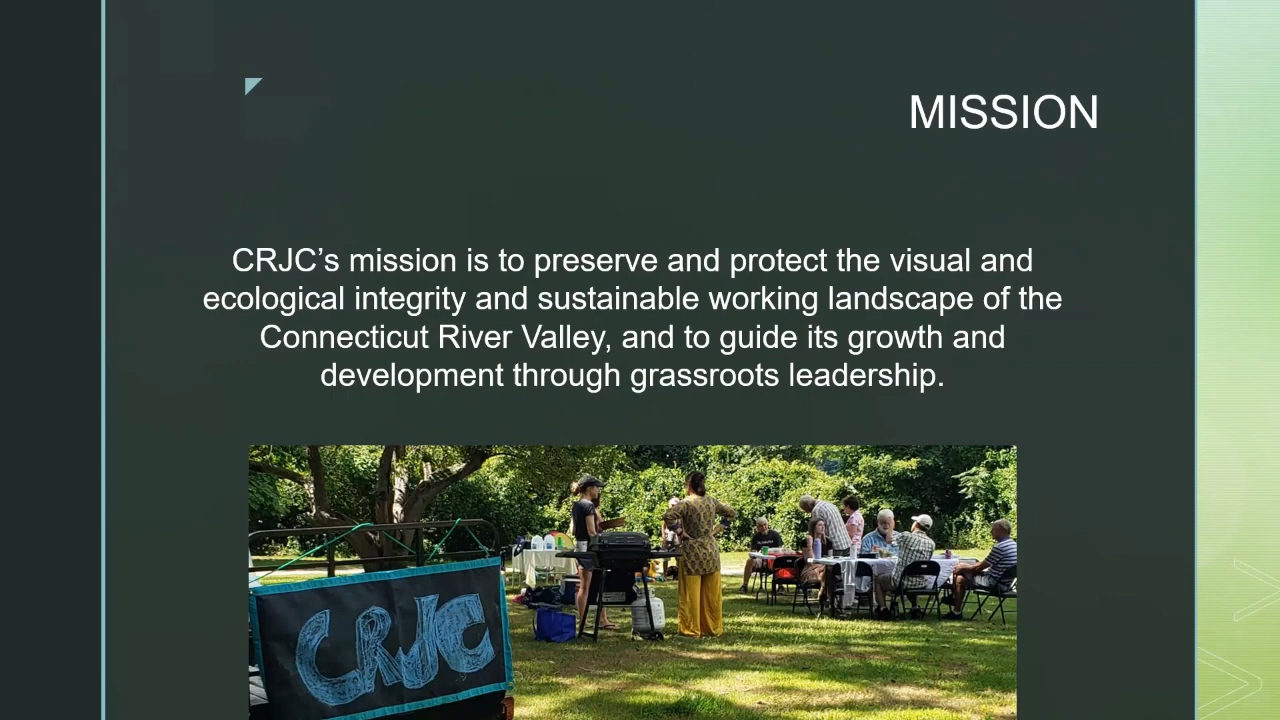 MISSION
CRJC’s mission is to preserve and protect the visual and
ecological integrity and sustainable working landscape of the
Connecticut River Valley, and to guide its growth and
development through grassroots leadership.
CRJC